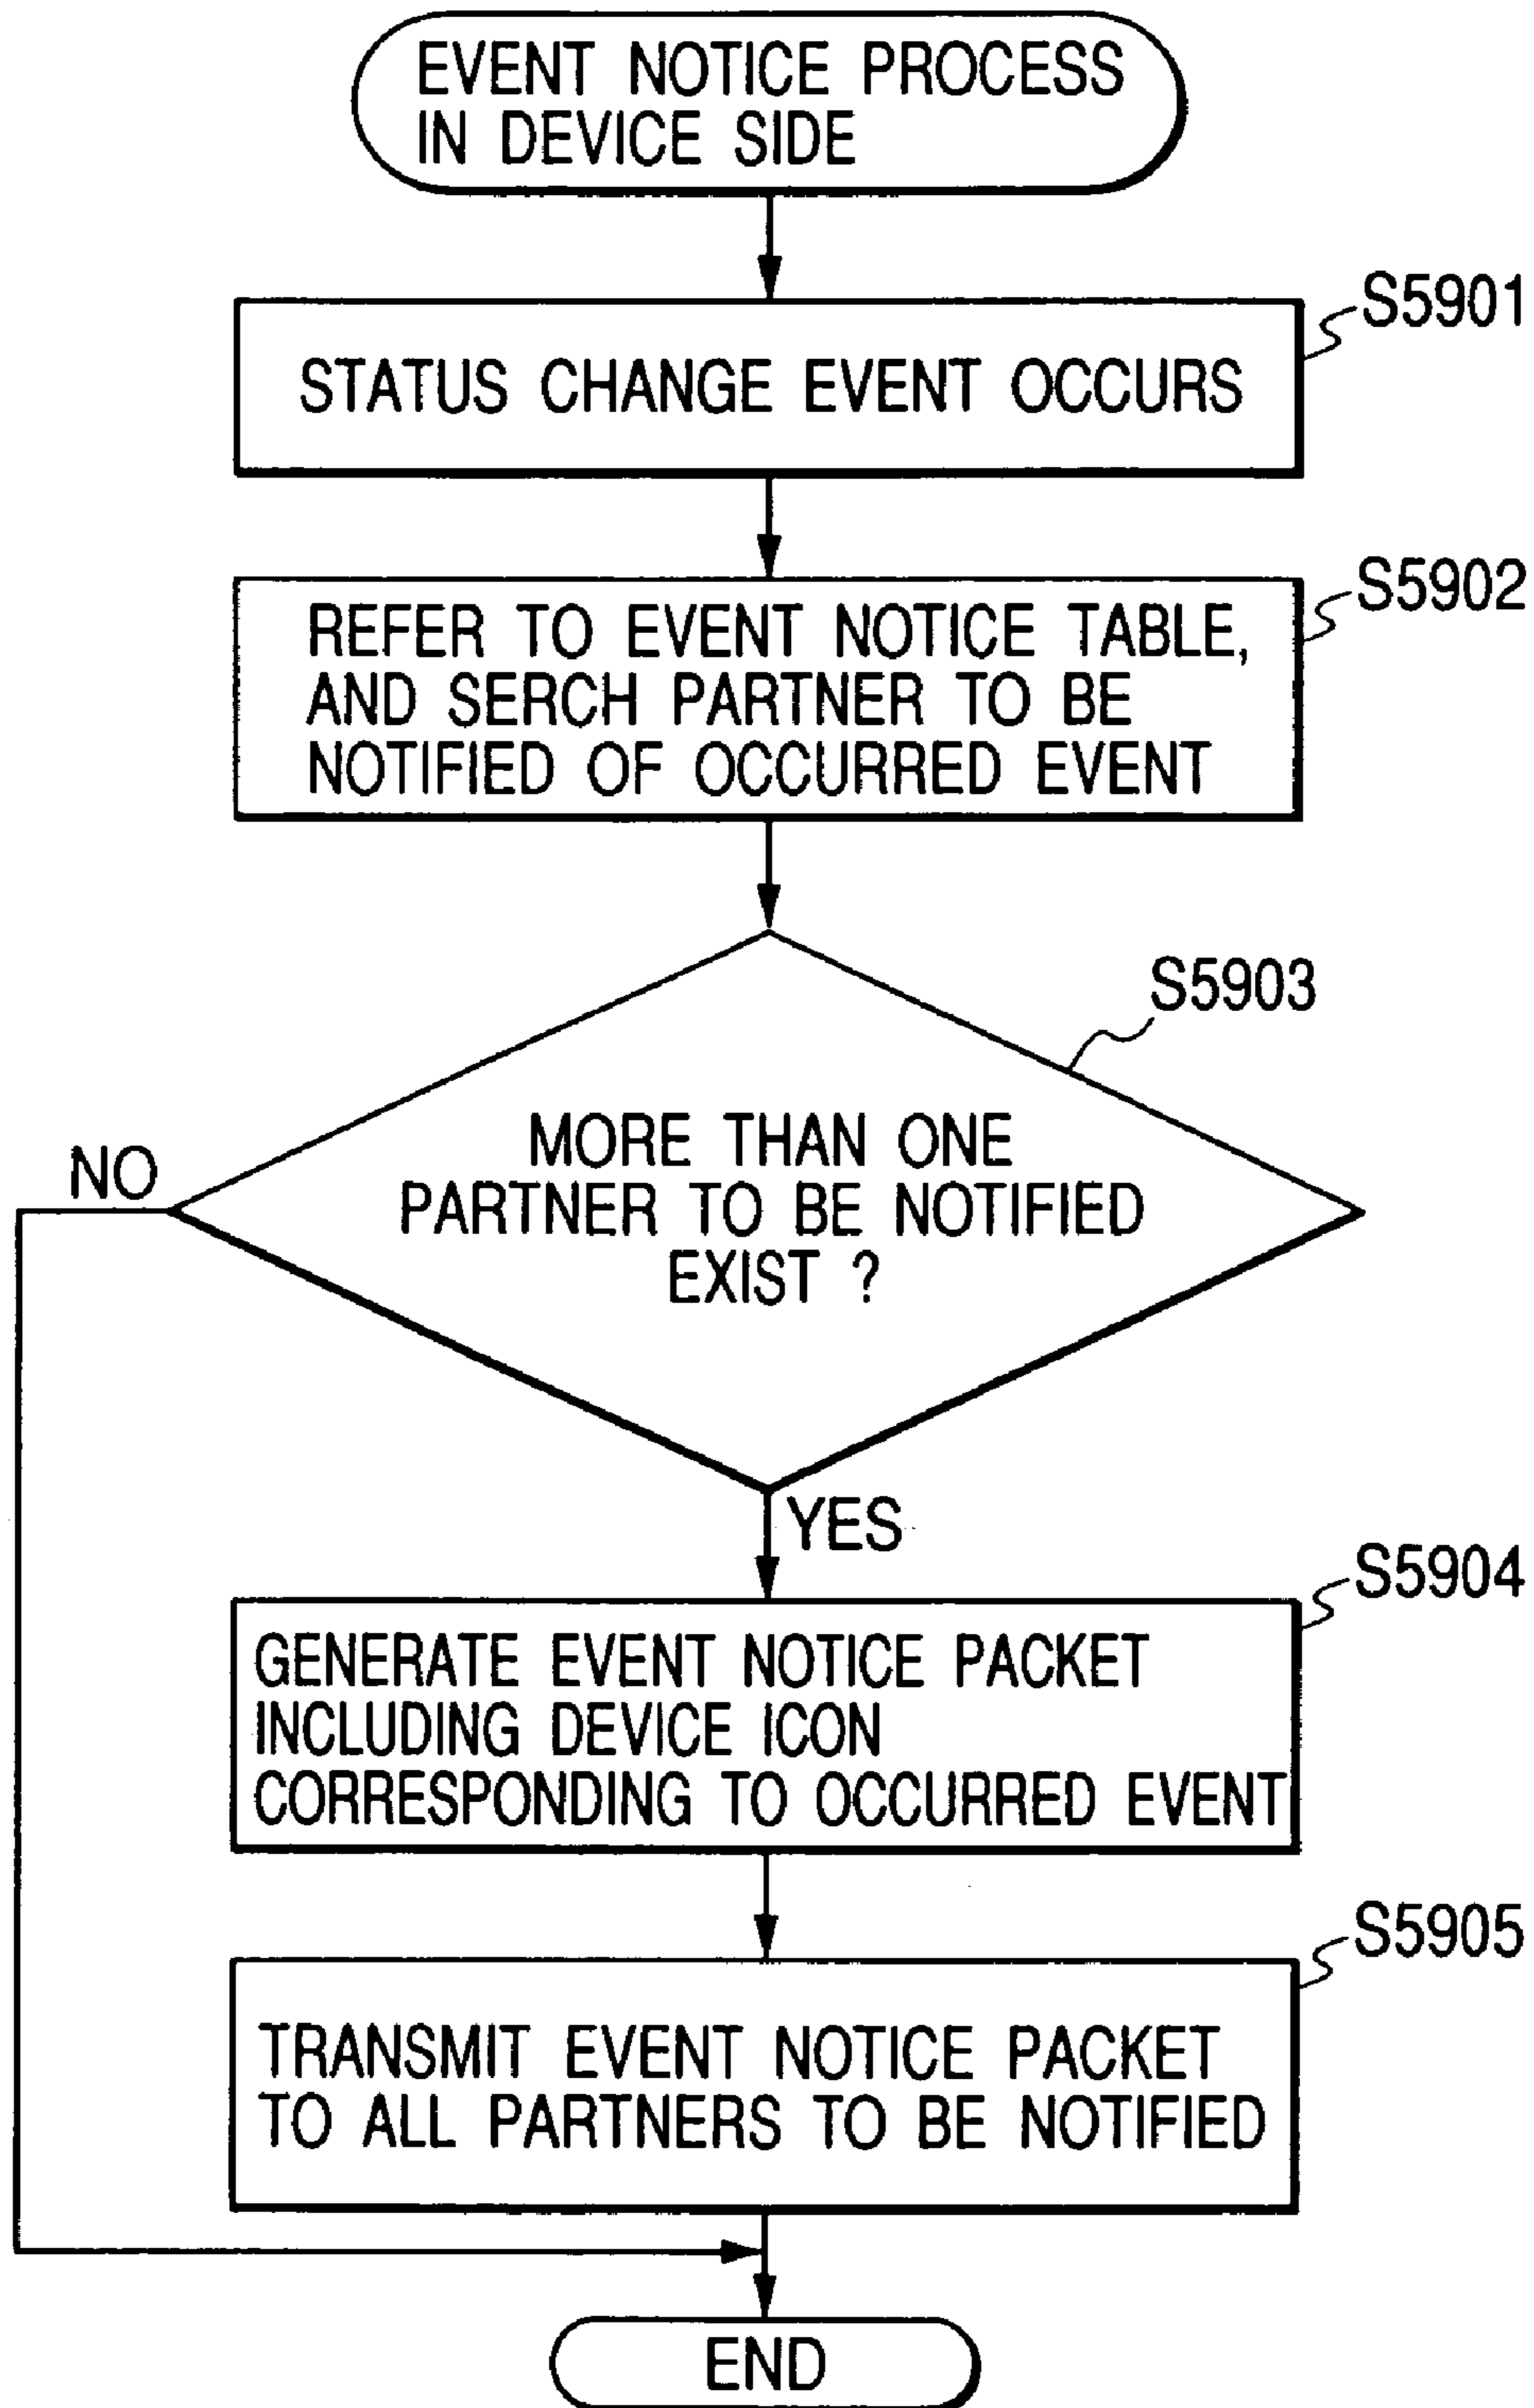 EVENT NOTICE PROCESS
IN DEVICE SIDE
S5901
STATUS CHANGE EVENT OCCURS
S5902
REFER TO EVENT NOTICE TABLE,
AND SERCH PARTNER TO BE
NOTIFIED OF OCCURRED EVENT
S5903
MORE THAN ONE
PARTNER TO BE NOTIFIED
EXIST ?
NO
YES
S5904
GENERATE EVENT NOTICE PACKET
INCLUDING DEVICE ICON
CORRESPONDING TO OCCURRED EVENT
S5905
TRANSMIT EVENT NOTICE PACKET
TO ALL PARTNERS TO BE NOTIFIED
END